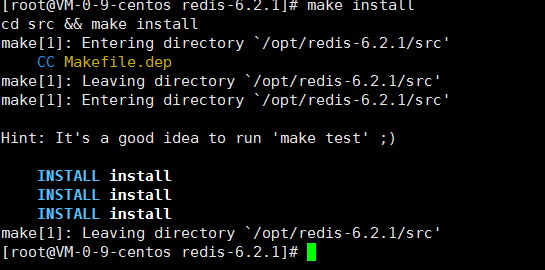 [root@VM-0-9-centos redis-6.2.1]# make install
cd src && make install
make[1]: Entering directory `/opt/redis-6.2.1/src'
    CC Makefile.dep
make[1]: Leaving directory `/opt/redis-6.2.1/src'
make[1]: Entering directory `/opt/redis-6.2.1/src'

Hint: It's a good idea to run 'make test' ;)

    INSTALL install
    INSTALL install
    INSTALL install
make[1]: Leaving directory `/opt/redis-6.2.1/src'
[root@VM-0-9-centos redis-6.2.1]#